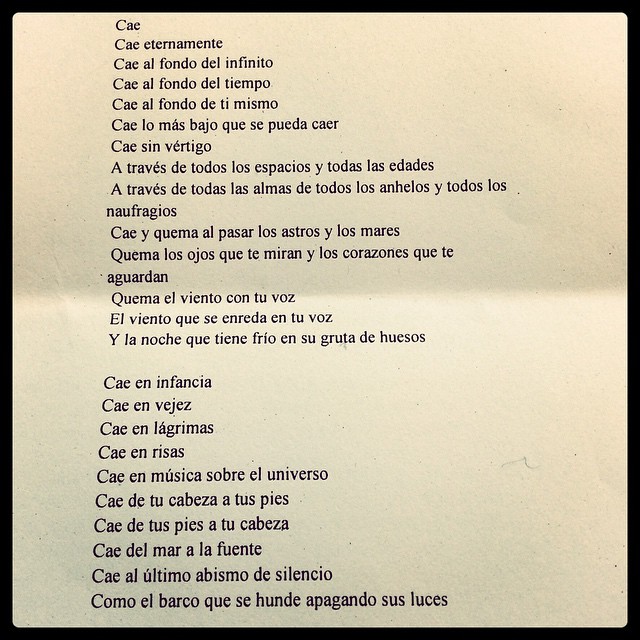 Cae
Cae eternamente
Cae al fondo del infinito
Cae al fondo del tiempo
Cae al fondo de ti mismo
Cae lo más bajo que se pueda caer
Cae sin vértigo
A través de todos los espacios y todas las edades
A través de todas las almas de todos los anhelos y todos los
naufragios
Cae y quema al pasar los astros y los mares
Quema los ojos que te miran y los corazones que te
aguardan
Quema el viento con tu voz
El viento que se enreda en tu voz
Y la noche que tiene frío en su gruta de huesos
Cae en infancia
Cae en vejez
Cae en lágrimas
Cae en risas
Cae en música sobre el universo
Cae de tu cabeza a tus pies
Cae de tus pies a tu cabeza
Cae del mar a la fuente
Cae al último abismo de silencio
Como el barco que se hunde apagando sus luces